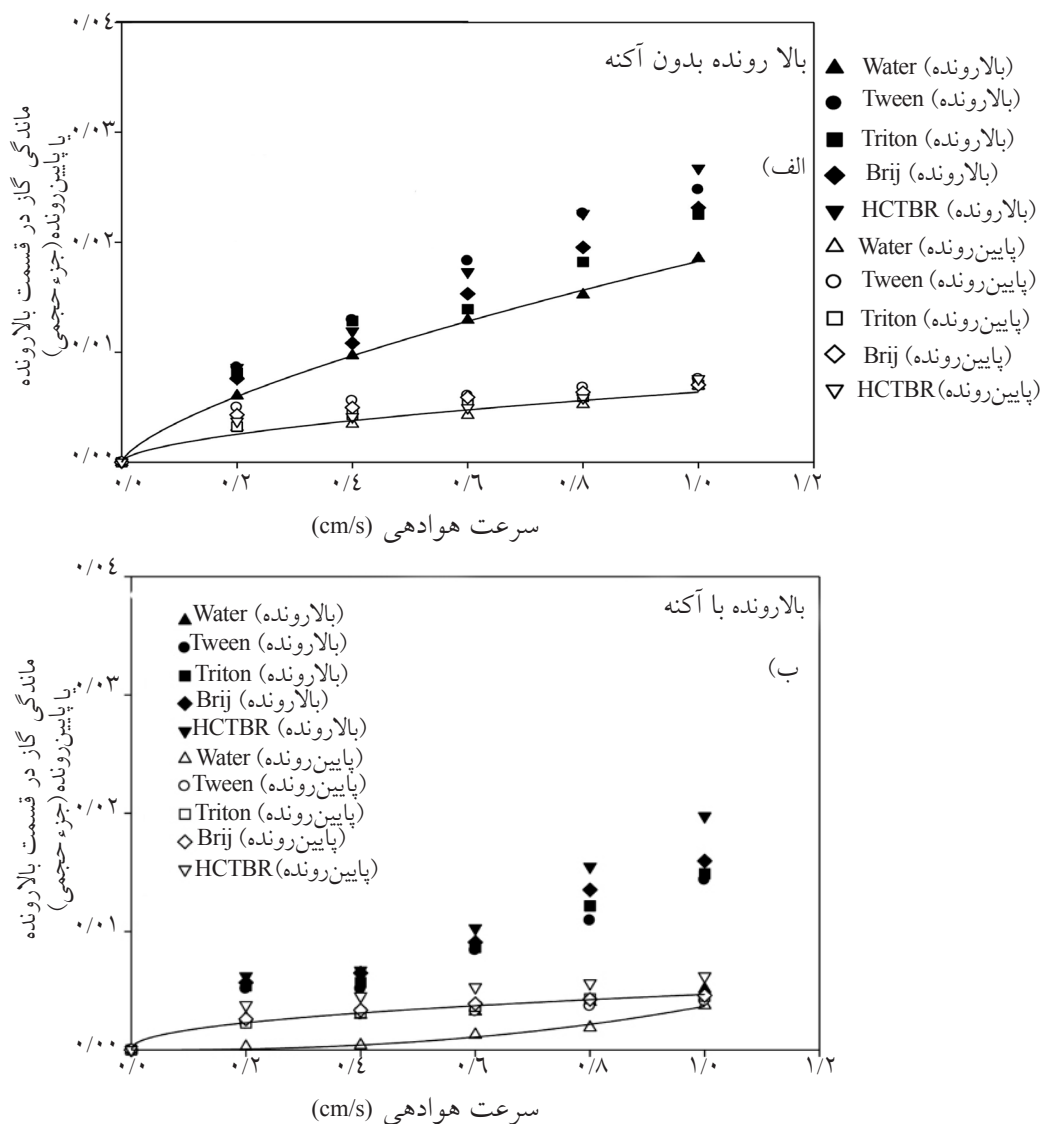 ۰/۰٤
۰/۰۳
۰/۰۲
۰/۰۱
۰/۰۰
ماندگی گاز در قسمت بالارونده
یا پایین‌رونده(جزء حجمی)
بالا رونده بدون آکنه
الف)
Water (بالارونده)
Tween (بالارونده)
Triton (بالارونده)
Brij (بالارونده)
HCTBR (بالارونده)
Water (پایین‌رونده)
Tween (پایین‌رونده)
Triton (پایین‌رونده)
Brij (پایین‌رونده)
HCTBR (پایین‌رونده)
۰/۰ ۰/۲ ۰/٤ ۰/٦ ۰/۸ ۱/۰ ۱/۲
سرعت هوادهی (cm/s)
۰/۰٤
۰/۰۳
۰/۰۲
۰/۰۱
۰/۰۰
ماندگی گاز در قسمت بالارونده
یا پایین‌رونده(جزء حجمی)
بالارونده با آکنه
ب)
Water (بالارونده)
Tween (بالارونده)
Triton (بالارونده)
Brij (بالارونده)
HCTBR (بالارونده)
Water (پایین‌رونده)
Tween (پایین‌رونده)
Triton (پایین‌رونده)
Brij (پایین‌رونده)
HCTBR (پایین‌رونده)
۰/۰ ۰/۲ ۰/٤ ۰/٦ ۰/۸ ۱/۰ ۱/۲
سرعت هوادهی (cm/s)